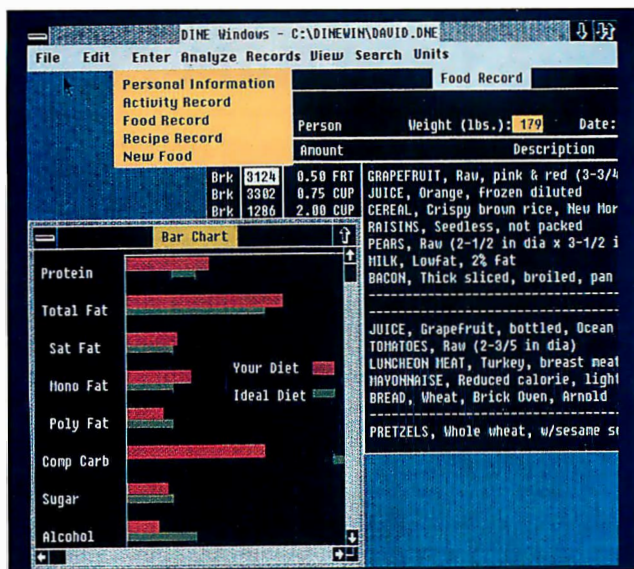 DINE Windows - C:\DINEWIN\DAVID.DNE
File Edit Enter Analyze Records View Search Units
Personal Information
Activity Record
Food Record
Recipe Record
New Food
Food Record
Person Weight (lbs.): 179 Date:
Amount Description
Brk 3124 0.50 FRT GRAPEFRUIT, Raw, pink & red (3-3/4
Brk 3302 0.75 CUP JUICE, Orange, frozen diluted
Brk 1286 2.00 CUP CEREAL, Crispy brown rice, New Mor
RAISINS, Seedless, not packed
PEARS, Raw (2-1/2 in dia x 3-1/2 i
MILK, Lowfat, 2% fat
BACON, Thick sliced, broiled, pan
JUICE, Grapefruit, bottled, Ocean
TOMATOES, Raw (2-3/5 in dia)
LUNCHEON MEAT, Turkey, breast meat
MAYONNAISE, Reduced calorie, light
BREAD, Wheat, Brick Oven, Arnold
PRETZELS, Whole wheat, w/sesame s
Bar Chart
Protein
Total Fat
Sat Fat
Mono Fat
Poly Fat
Comp Carb
Sugar
Alcohol
Your Diet
Ideal Diet